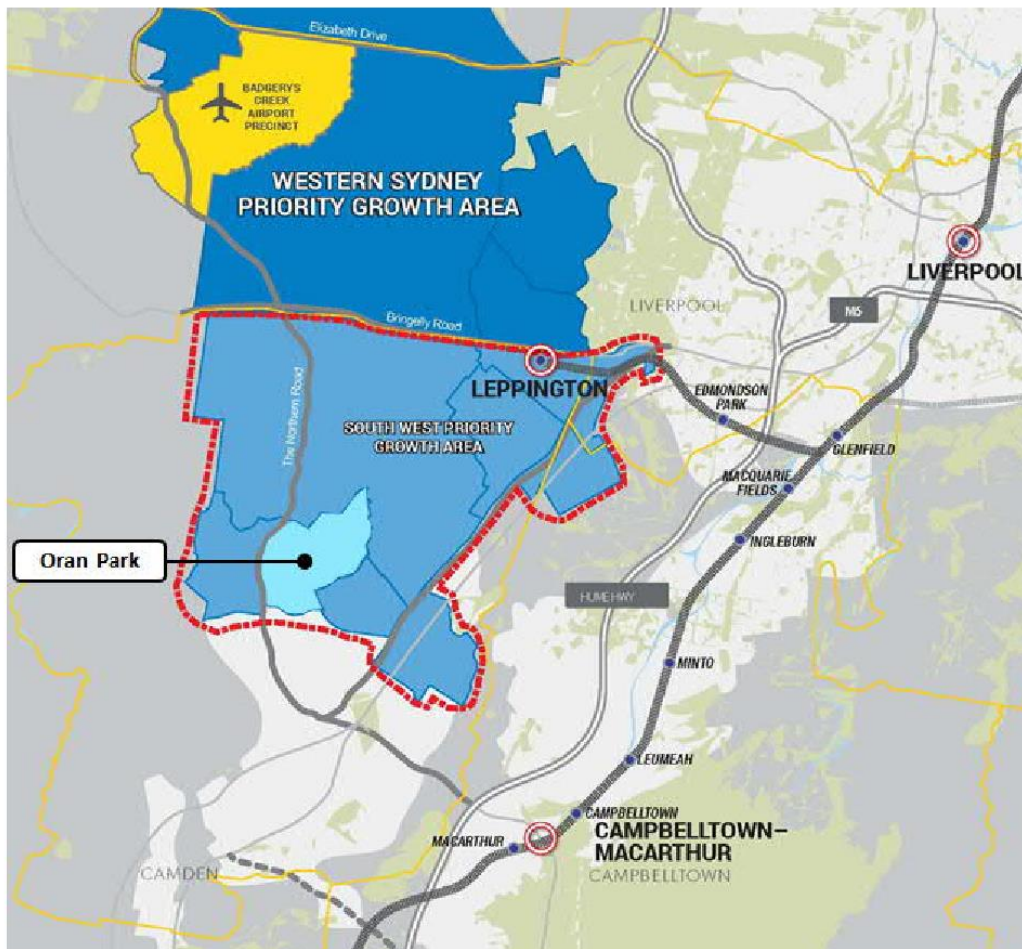 Elizabeth Drive
BADGERYS
CREEK
AIRPORT
PRECINCT
WESTERN SYDNEY
PRIORITY GROWTH AREA
LIVERPOOL
LIVERPOOL
M5
Bringelly Road
LEPPINGTON
EDMONDSON
PARK
The Northern Road
SOUTH WEST PRIORITY
GROWTH AREA
GLENFIELD
MACQUARIE
FIELDS
INGLEBURN
Oran Park
HUME HWY
MINTO
LEUMEAH
CAMPBELLTOWN
MACARTHUR
CAMPBELLTOWN–
MACARTHUR
CAMDEN
CAMPBELLTOWN